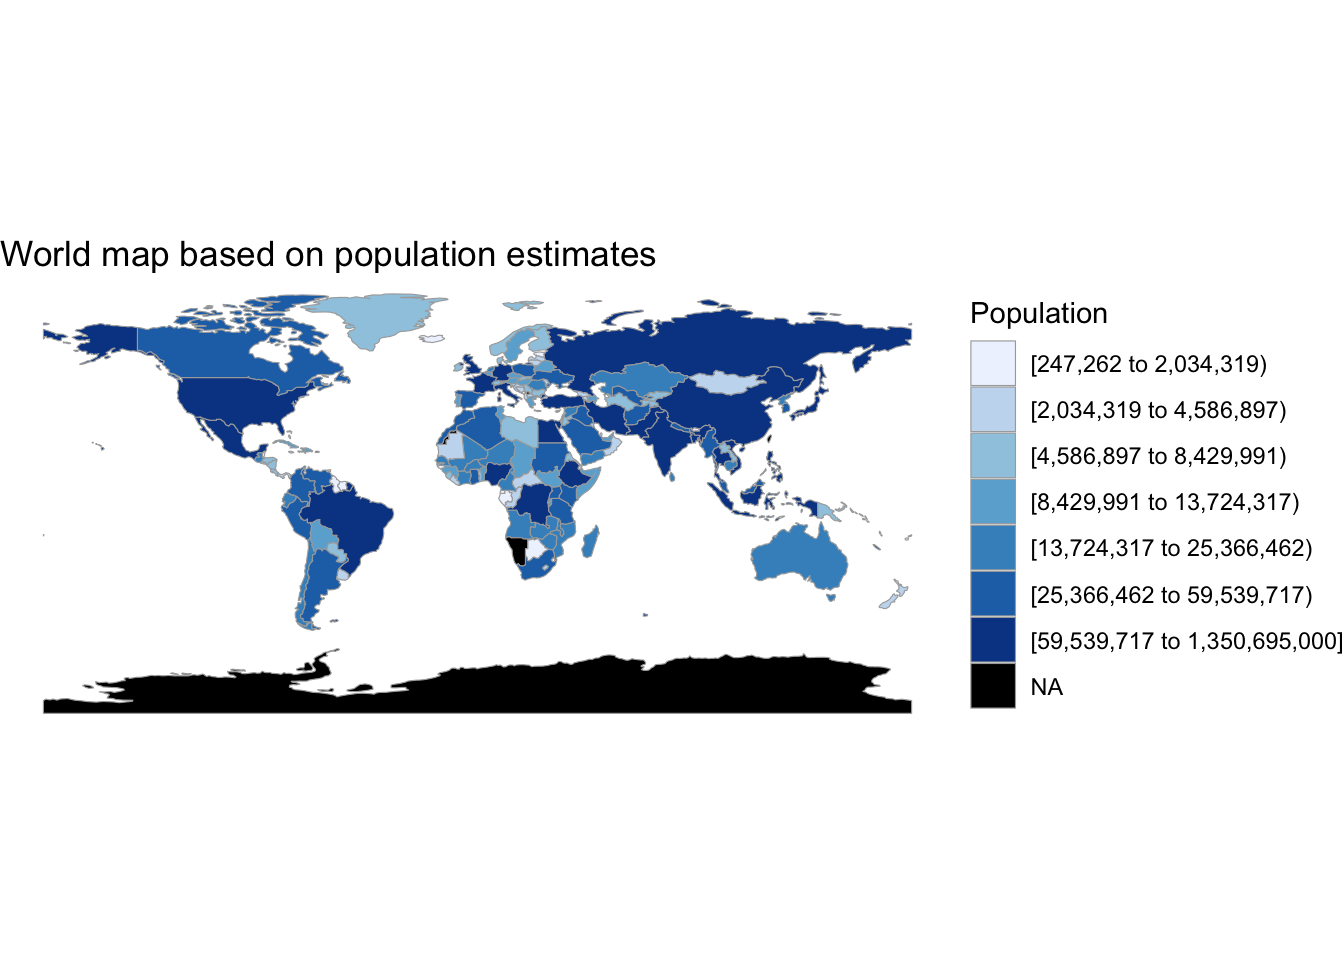 World map based on population estimates
Population
[247,262 to 2,034,319)
[2,034,319 to 4,586,897)
[4,586,897 to 8,429,991)
[8,429,991 to 13,724,317)
[13,724,317 to 25,366,462)
[25,366,462 to 59,539,717)
[59,539,717 to 1,350,695,000]
NA